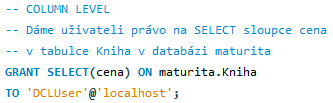 -- COLUMN LEVEL
-- Dáme uživateli právo na SELECT sloupce cena
-- v tabulce Kniha v databázi maturita
GRANT SELECT(cena) ON maturita.Kniha
TO 'DCLUser'@'localhost';